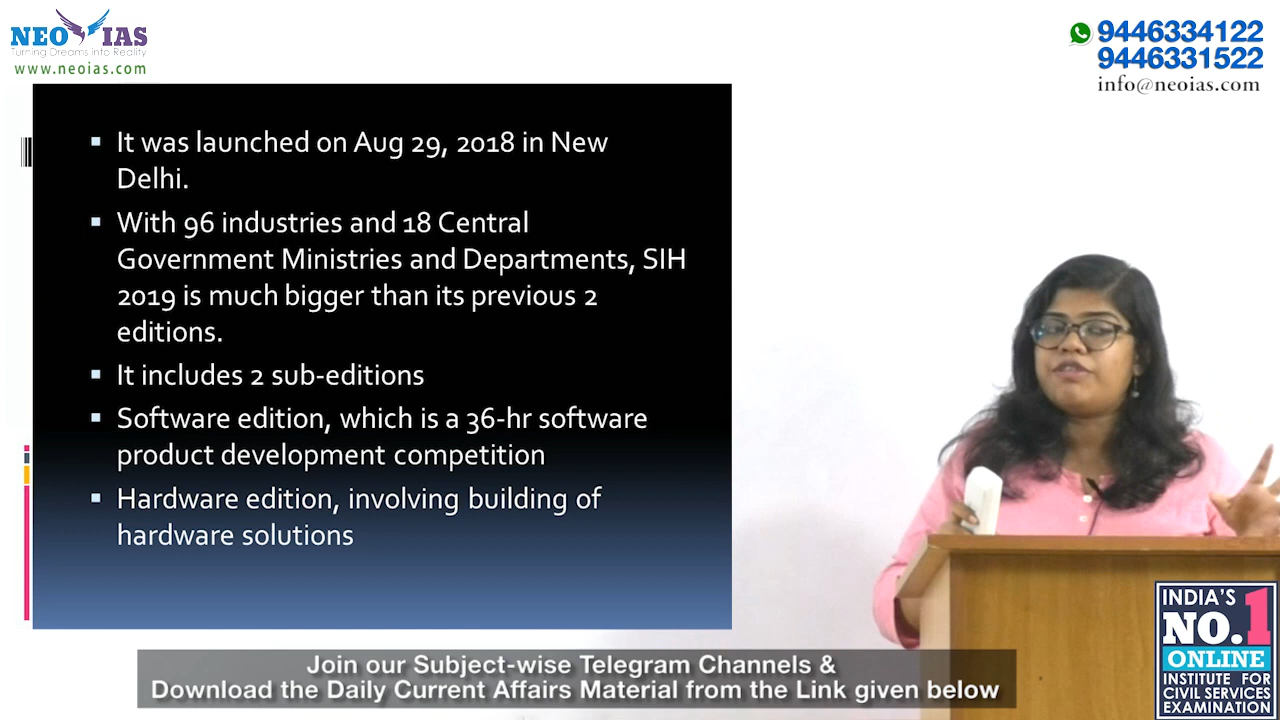 NEO IAS
Turning Dreams into Reality
www.neoias.com
9446334122
9446331522
info@neoias.com
▪ It was launched on Aug 29, 2018 in New
Delhi.
▪ With 96 industries and 18 Central
Government Ministries and Departments, SIH
2019 is much bigger than its previous 2
editions.
▪ It includes 2 sub-editions
▪ Software edition, which is a 36-hr software
product development competition
▪ Hardware edition, involving building of
hardware solutions
Join our Subject-wise Telegram Channels &
Download the Daily Current Affairs Material from the Link given below
INDIA'S
NO.1
ONLINE
INSTITUTE FOR
CIVIL SERVICES
EXAMINATION